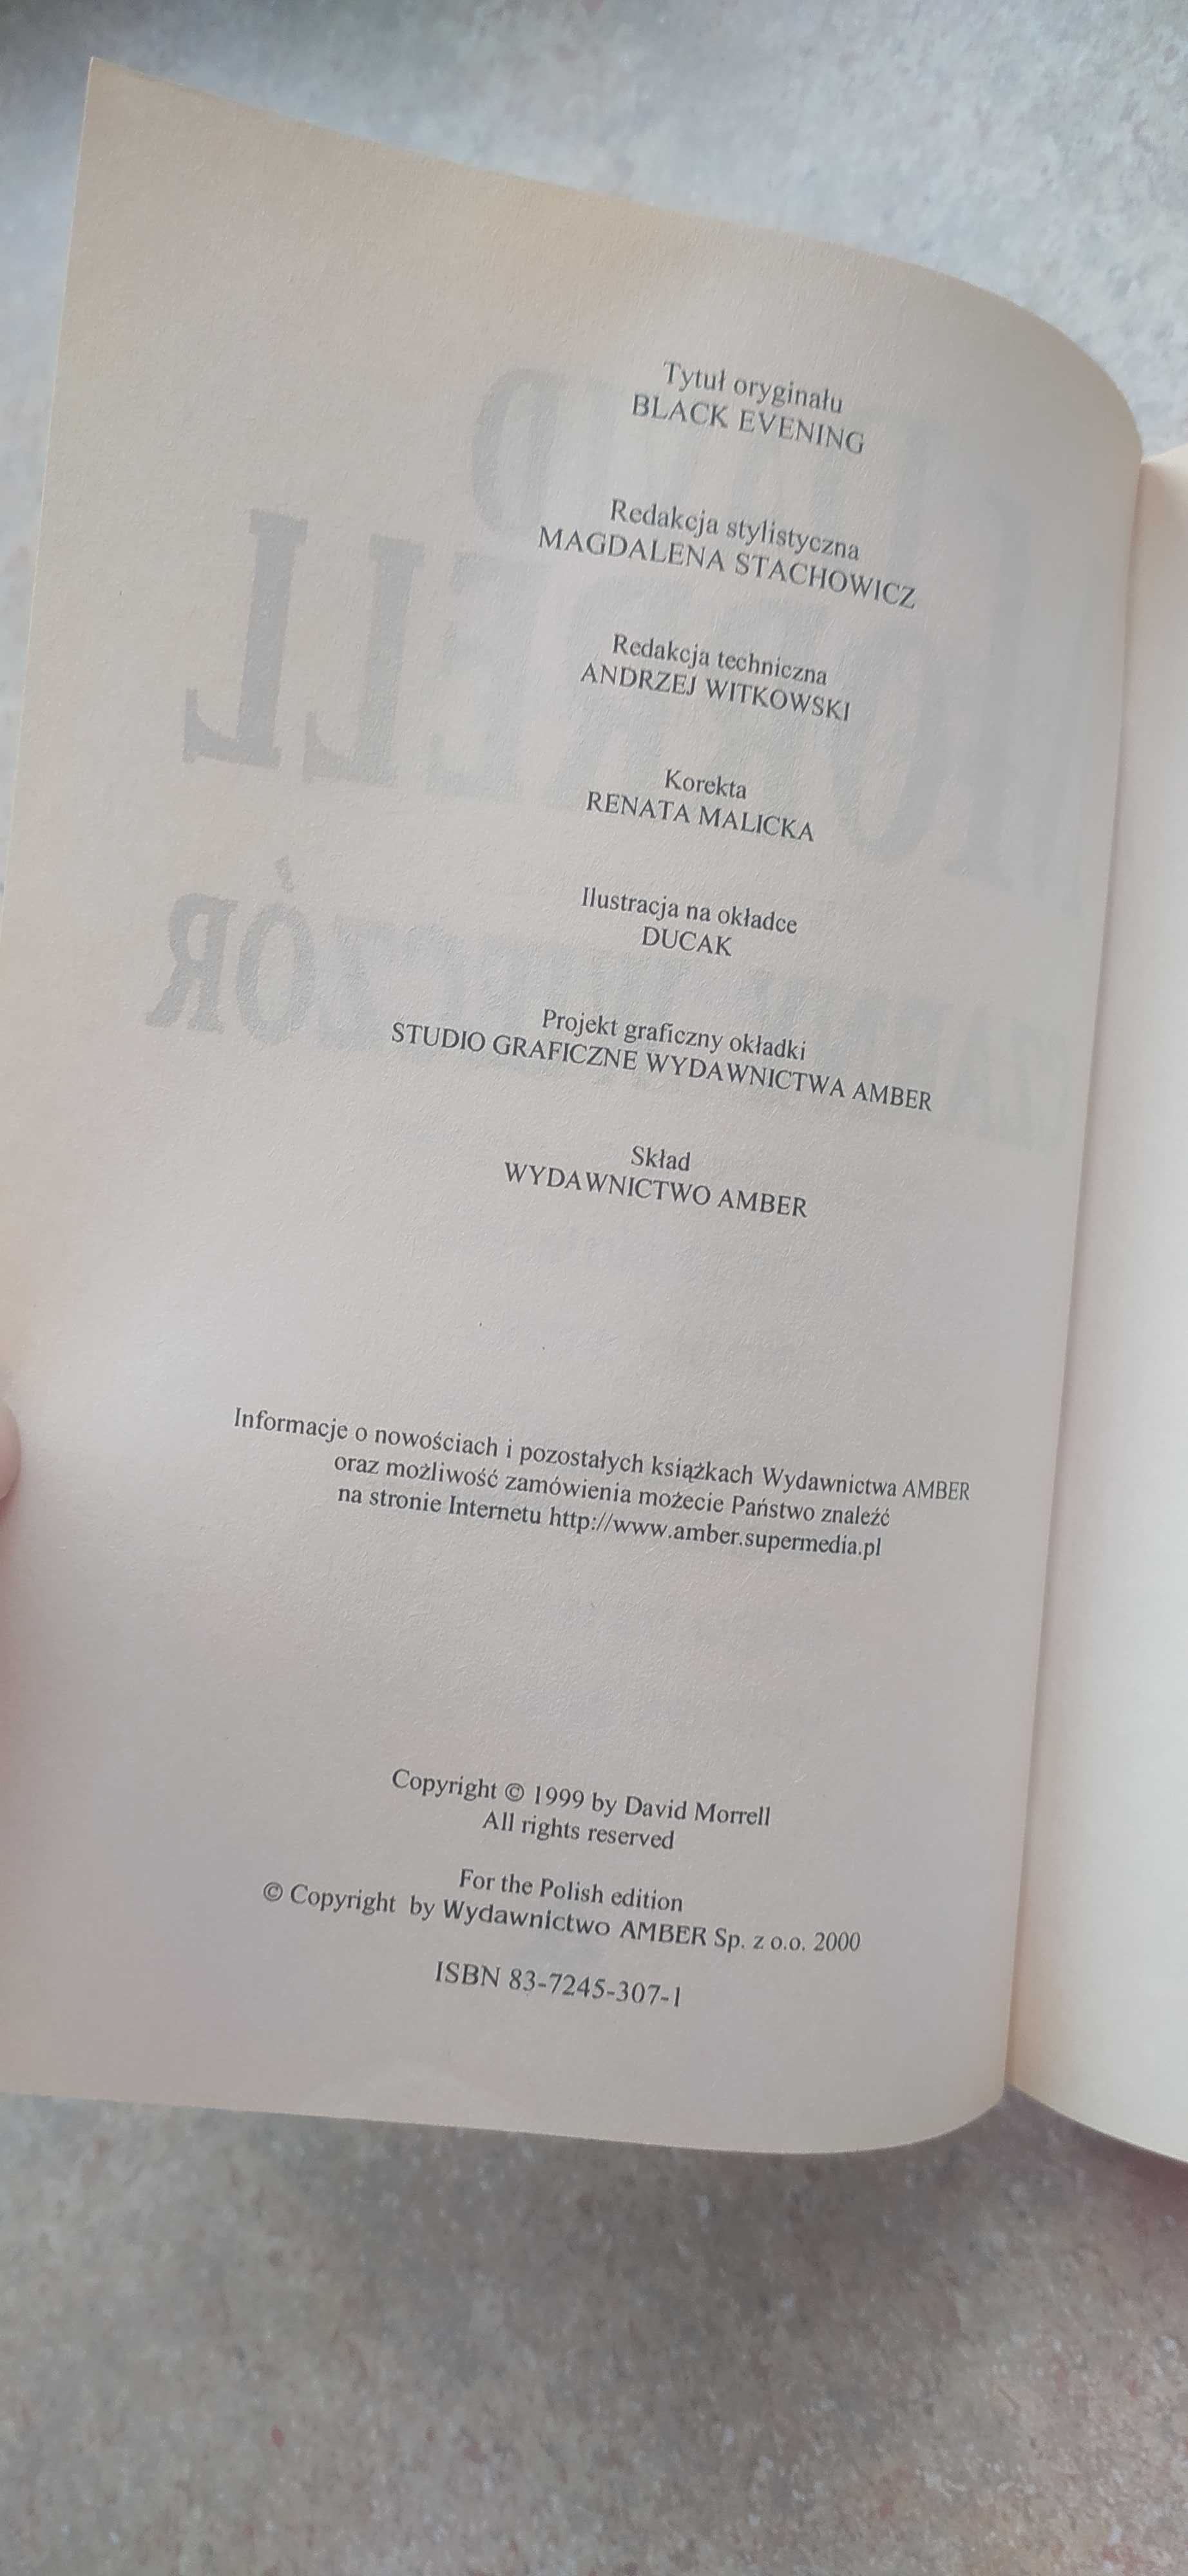 Tytuł oryginału
BLACK EVENING
Redakcja stylistyczna
MAGDALENA STACHOWICZ
Redakcja techniczna
ANDRZEJ WITKOWSKI
Korekta
RENATA MALICKA
Ilustracja na okładce
DUCAK
Projekt graficzny okładki
STUDIO GRAFICZNE WYDAWNICTWA AMBER
Skład
WYDAWNICTWO AMBER
Informacje o nowościach i pozostałych książkach Wydawnictwa AMBER
oraz możliwość zamówienia możecie Państwo znaleźć
na stronie Internetu http://www.amber.supermedia.pl
Copyright © 1999 by David Morrell
All rights reserved
For the Polish edition
© Copyright by Wydawnictwo AMBER Sp. z o.o. 2000
ISBN 83-7245-307-1